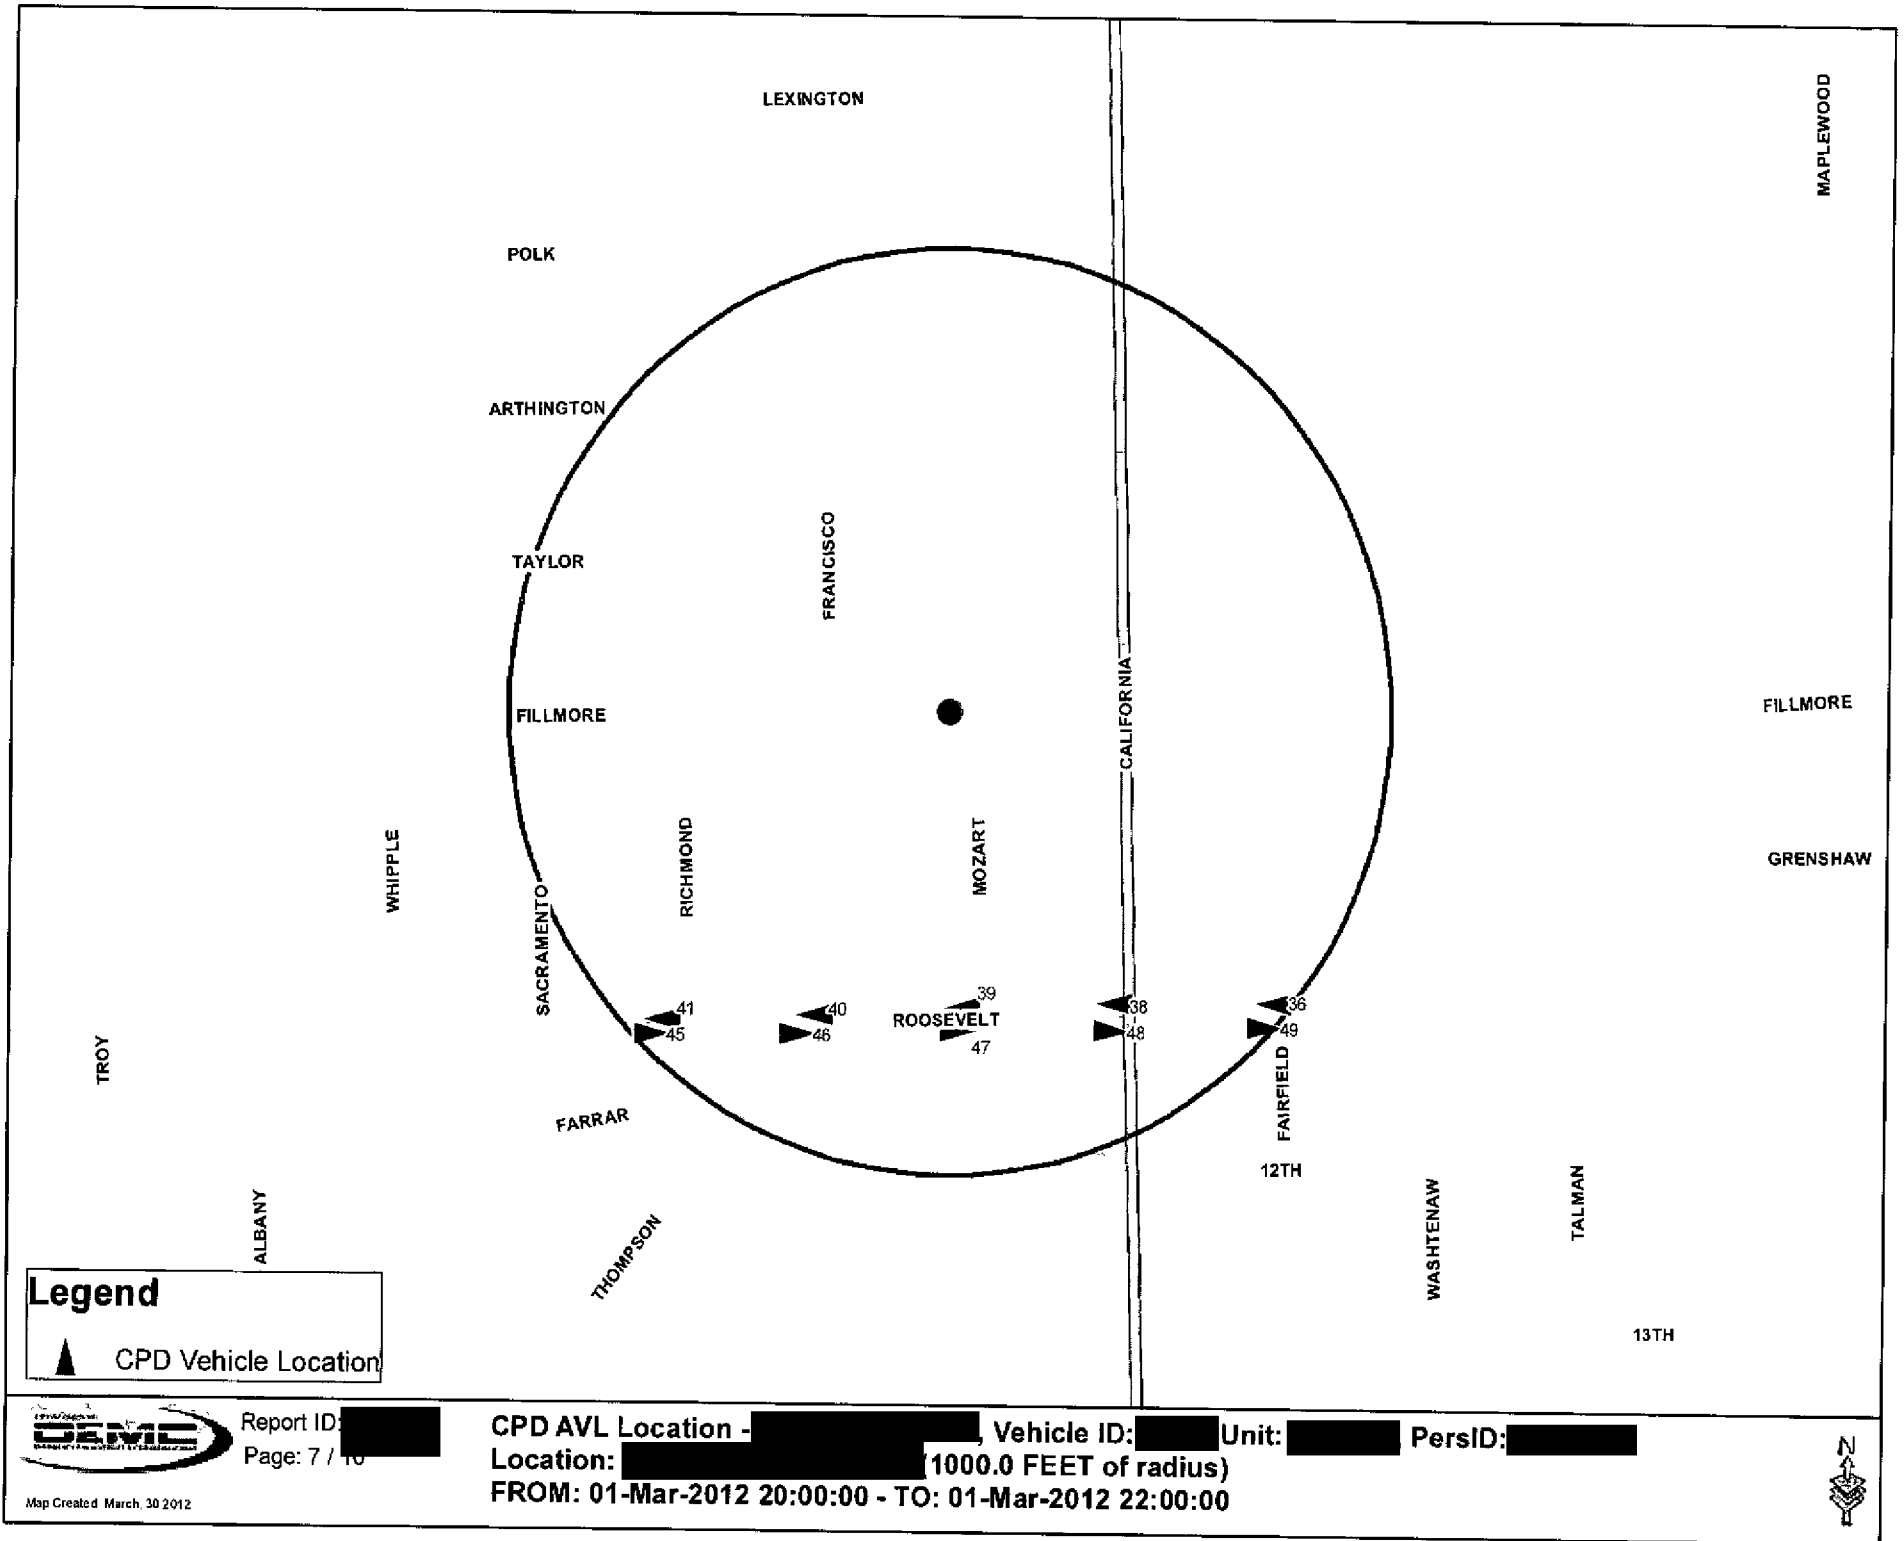 LEXINGTON
MAPLEWOOD
POLK
ARTHINGTON
FRANCISCO
TAYLOR
CALIFORNIA
FILLMORE
FILLMORE
WHIPPLE
RICHMOND
MOZART
GRENSHAW
SACRAMENTO
41 40 39 38 36
ROOSEVELT
45 46 47 48 49
TROY
FAIRFIELD
FARRAR
12TH
ALBANY
THOMPSON
WASHTENAW
TALMAN
13TH
Legend
CPD Vehicle Location
OEMC
Report ID:
Page: 7 / 10
Map Created March, 30 2012
CPD AVL Location - , Vehicle ID: Unit: PersID:
Location: (1000.0 FEET of radius)
FROM: 01-Mar-2012 20:00:00 - TO: 01-Mar-2012 22:00:00
N